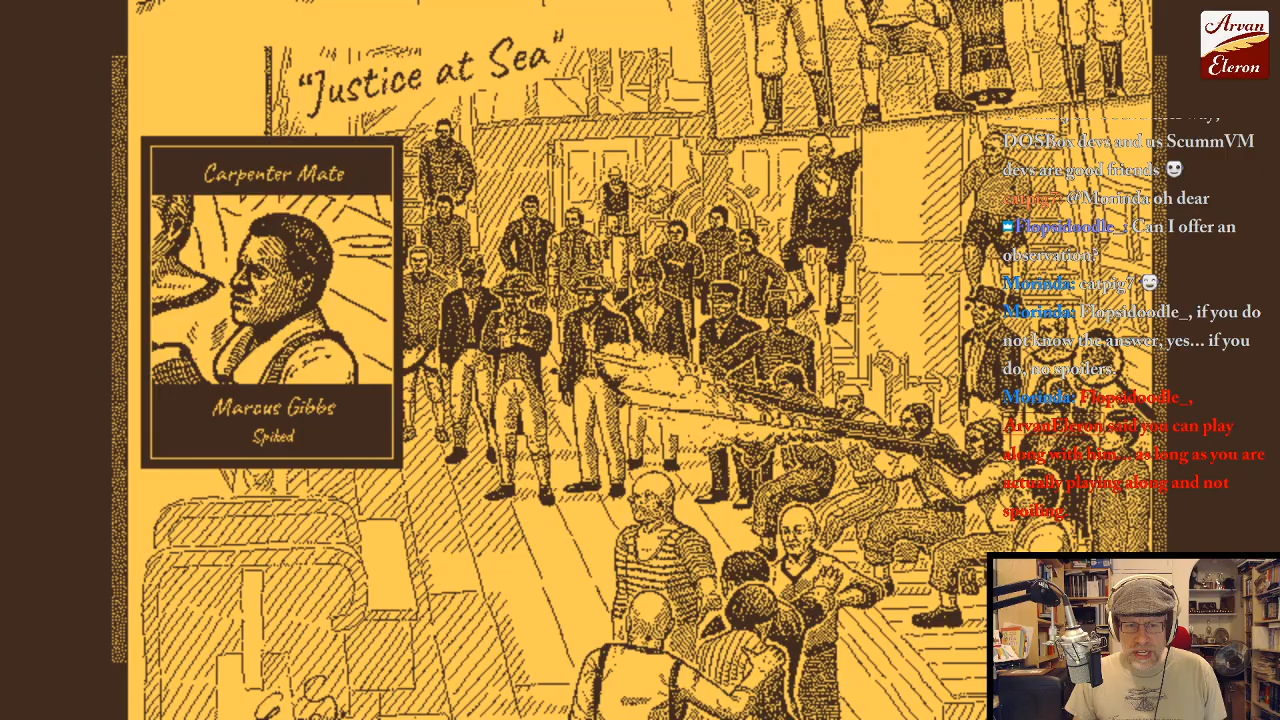 "Justice at Sea"
Carpenter Mate
Marcus Gibbs
Spiked
Arvan
Eleron
DOSBox devs and us ScummVM
devs are good friends
catpig7: @Morinda oh dear
Flopsidoodle_: Can I offer an
observation?
Morinda: catpig7
Morinda: Flopsidoodle_, if you do
not know the answer, yes... if you
do, no spoilers.
Morinda: Flopsidoodle_,
ArvanEleron said you can play
along with him... as long as you are
actually playing along and not
spoiling.